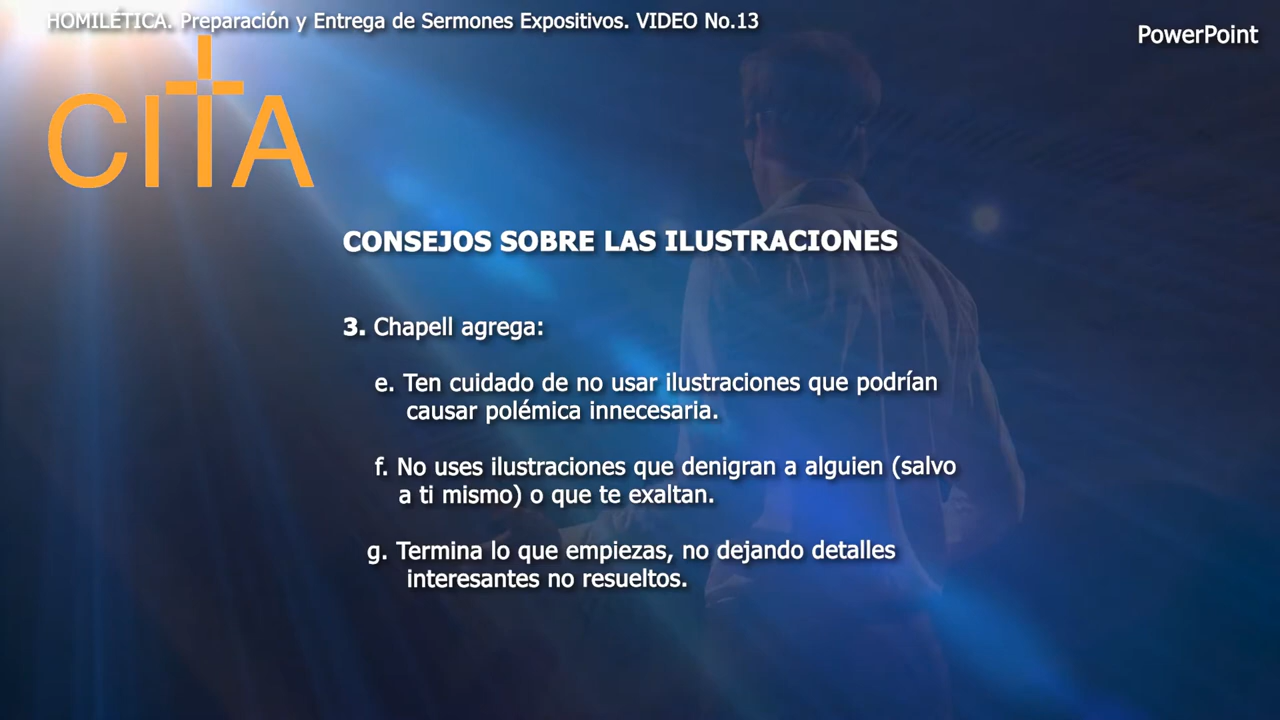 HOMILÉTICA. Preparación y Entrega de Sermones Expositivos. VIDEO No.13
PowerPoint
CITA
CONSEJOS SOBRE LAS ILUSTRACIONES
3. Chapell agrega:
e. Ten cuidado de no usar ilustraciones que podrían
causar polémica innecesaria.
f. No uses ilustraciones que denigran a alguien (salvo
a ti mismo) o que te exaltan.
g. Termina lo que empiezas, no dejando detalles
interesantes no resueltos.